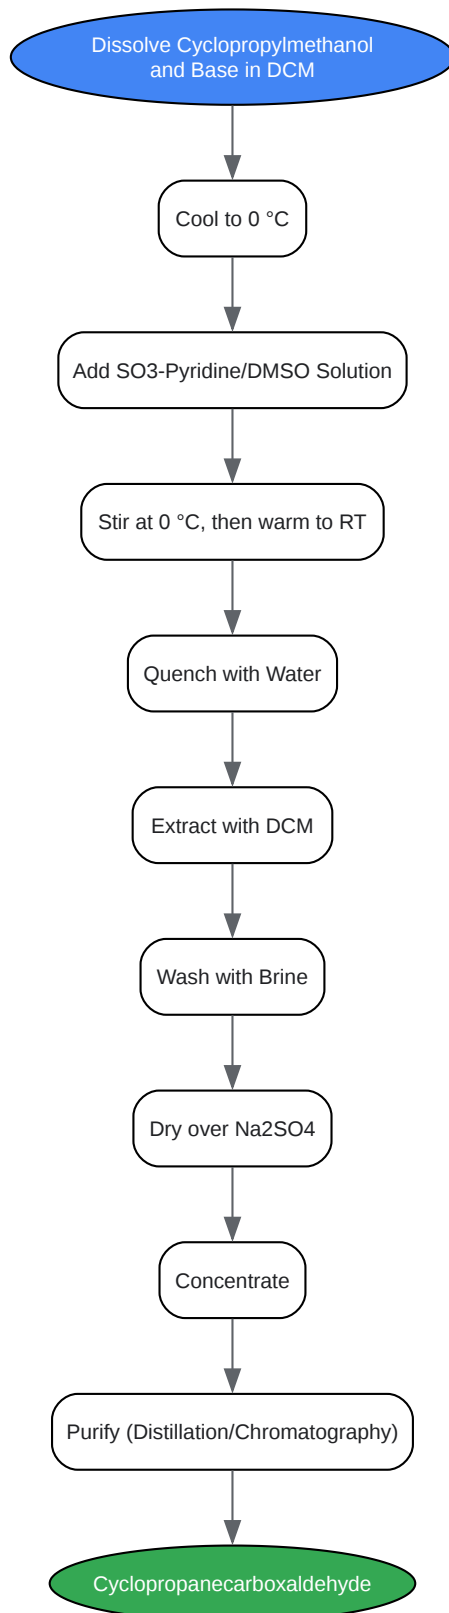 Dissolve Cyclopropylmethanol
and Base in DCM
Cool to 0 °C
Add SO3-Pyridine/DMSO Solution
Stir at 0 °C, then warm to RT
Quench with Water
Extract with DCM
Wash with Brine
Dry over Na2SO4
Concentrate
Purify (Distillation/Chromatography)
Cyclopropanecarboxaldehyde